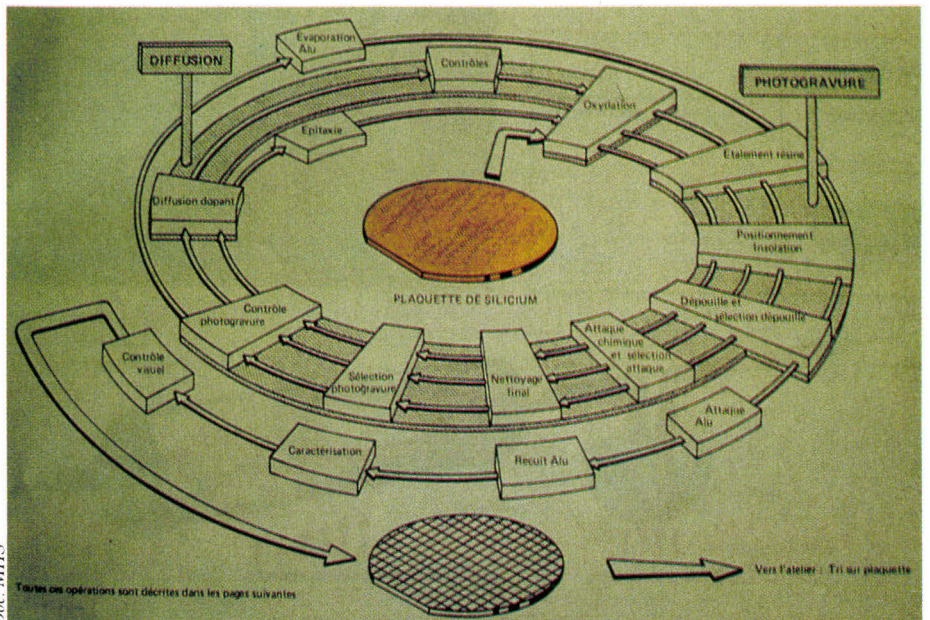 DIFFUSION
Evaporation
Alu
Contrôles
Oxydation
PHOTOGRAVURE
Epitaxie
Etalement résine
Diffusion dopant
Positionnement
Insolation
PLAQUETTE DE SILICIUM
Dépouille et
sélection dépouille
Contrôle
photogravure
Attaque
chimique
et sélection
attaque
Sélection
photogravure
Nettoyage
final
Contrôle
visuel
Attaque
Alu
Caractérisation
Recuit Alu
Toutes ces opérations sont décrites dans les pages suivantes
Vers l'atelier : Tri sur plaquette
Doc. MHS